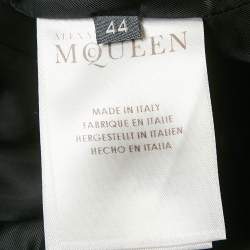 44
McQUEEN
MADE IN ITALY
FABRIQUE EN ITALIE
HERGESTELLT IN ITALIEN
HECHO EN ITALIA